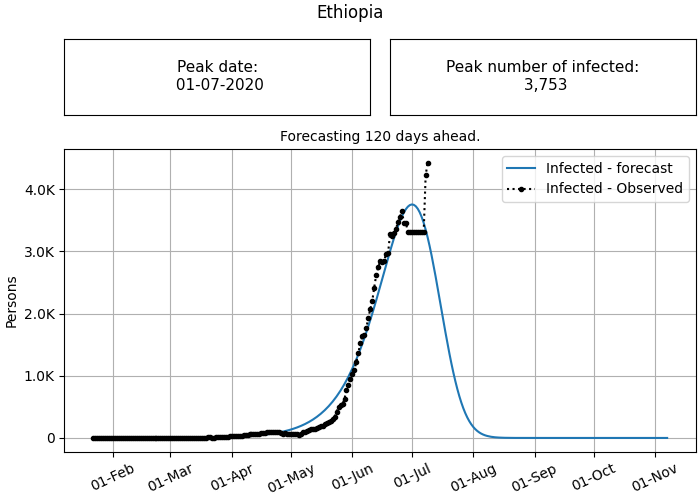 Ethiopia
Peak date:
01-07-2020
Peak number of infected:
3,753
Forecasting 120 days ahead.
Infected - forecast
Infected - Observed
Persons
4.0K
3.0K
2.0K
1.0K
0
01-Feb
01-Mar
01-Apr
01-May
01-Jun
01-Jul
01-Aug
01-Sep
01-Oct
01-Nov